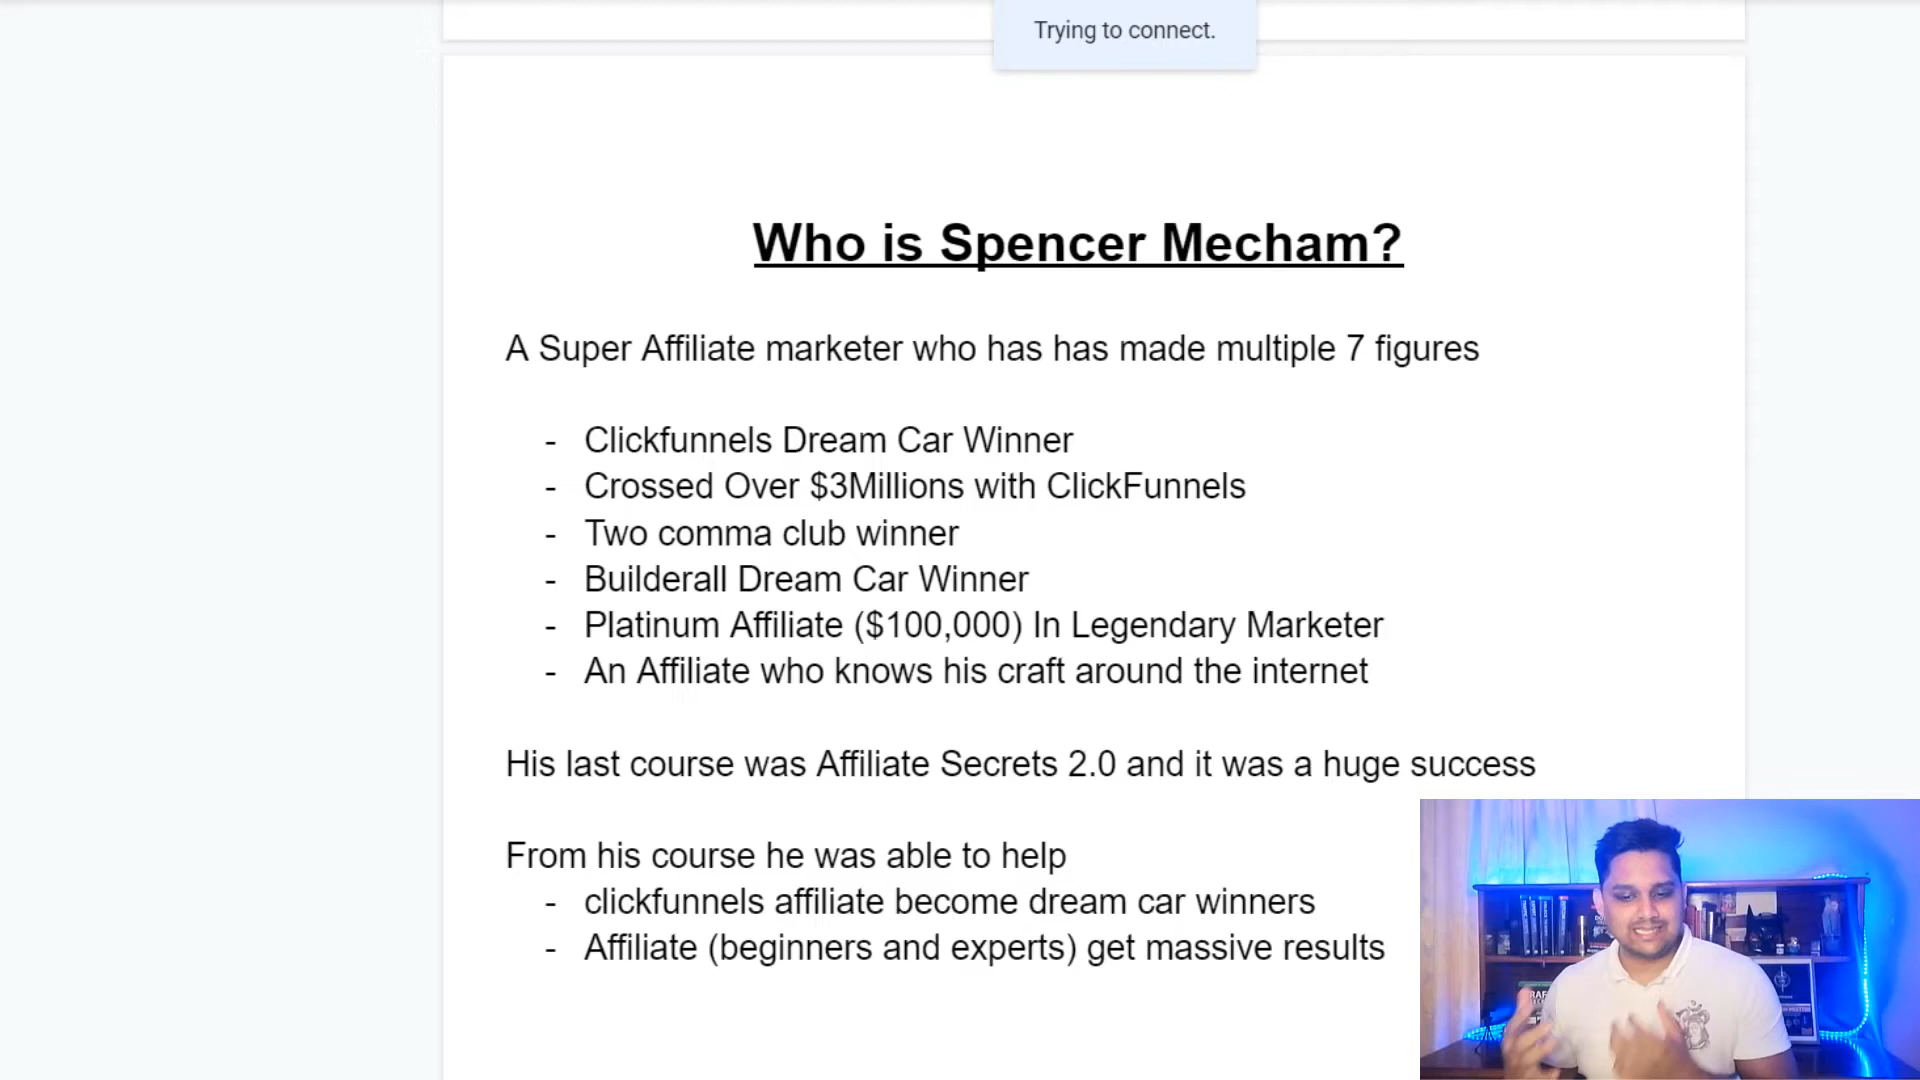 Trying to connect.
Who is Spencer Mecham?
A Super Affiliate marketer who has has made multiple 7 figures
- Clickfunnels Dream Car Winner
- Crossed Over $3Millions with ClickFunnels
- Two comma club winner
- Builderall Dream Car Winner
- Platinum Affiliate ($100,000) In Legendary Marketer
- An Affiliate who knows his craft around the internet
His last course was Affiliate Secrets 2.0 and it was a huge success
From his course he was able to help
- clickfunnels affiliate become dream car winners
- Affiliate (beginners and experts) get massive results